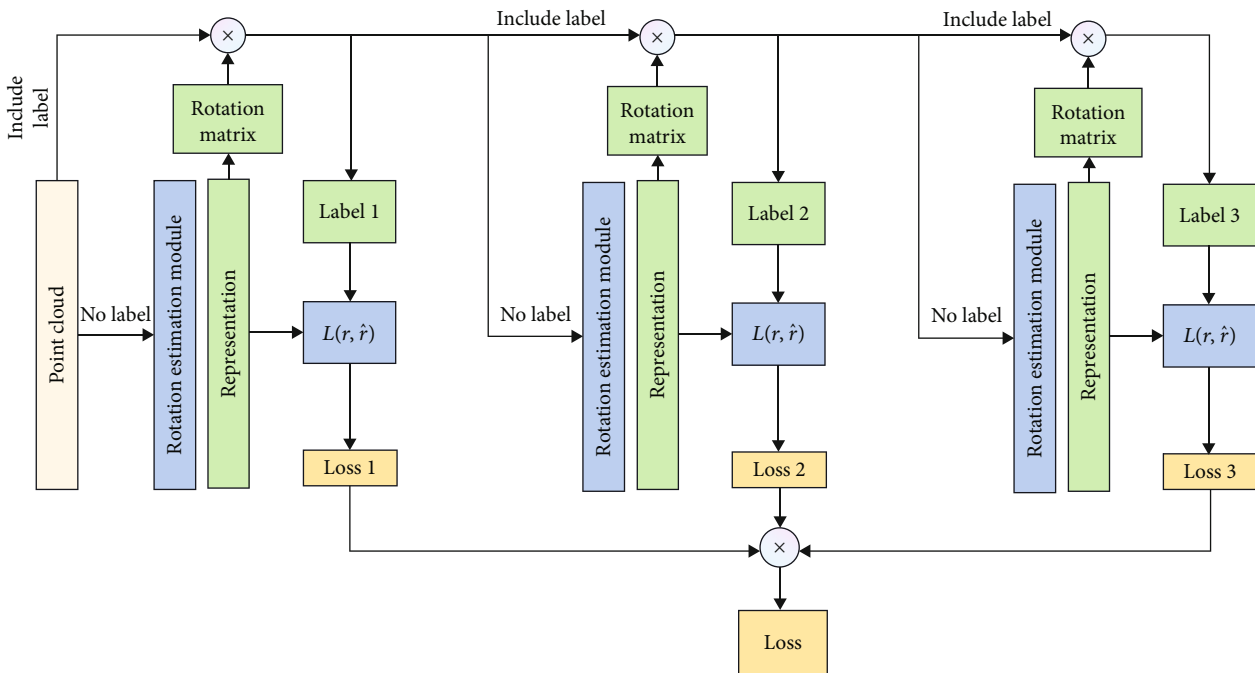 Include label
Include label
×
×
×
Include
label
Rotation
matrix
Rotation
matrix
Rotation
matrix
Point cloud
No label
Rotation estimation module
Representation
Label 1
L(r, r̂)
Loss 1
No label
Rotation estimation module
Representation
Label 2
L(r, r̂)
Loss 2
No label
Rotation estimation module
Representation
Label 3
L(r, r̂)
Loss 3
×
Loss